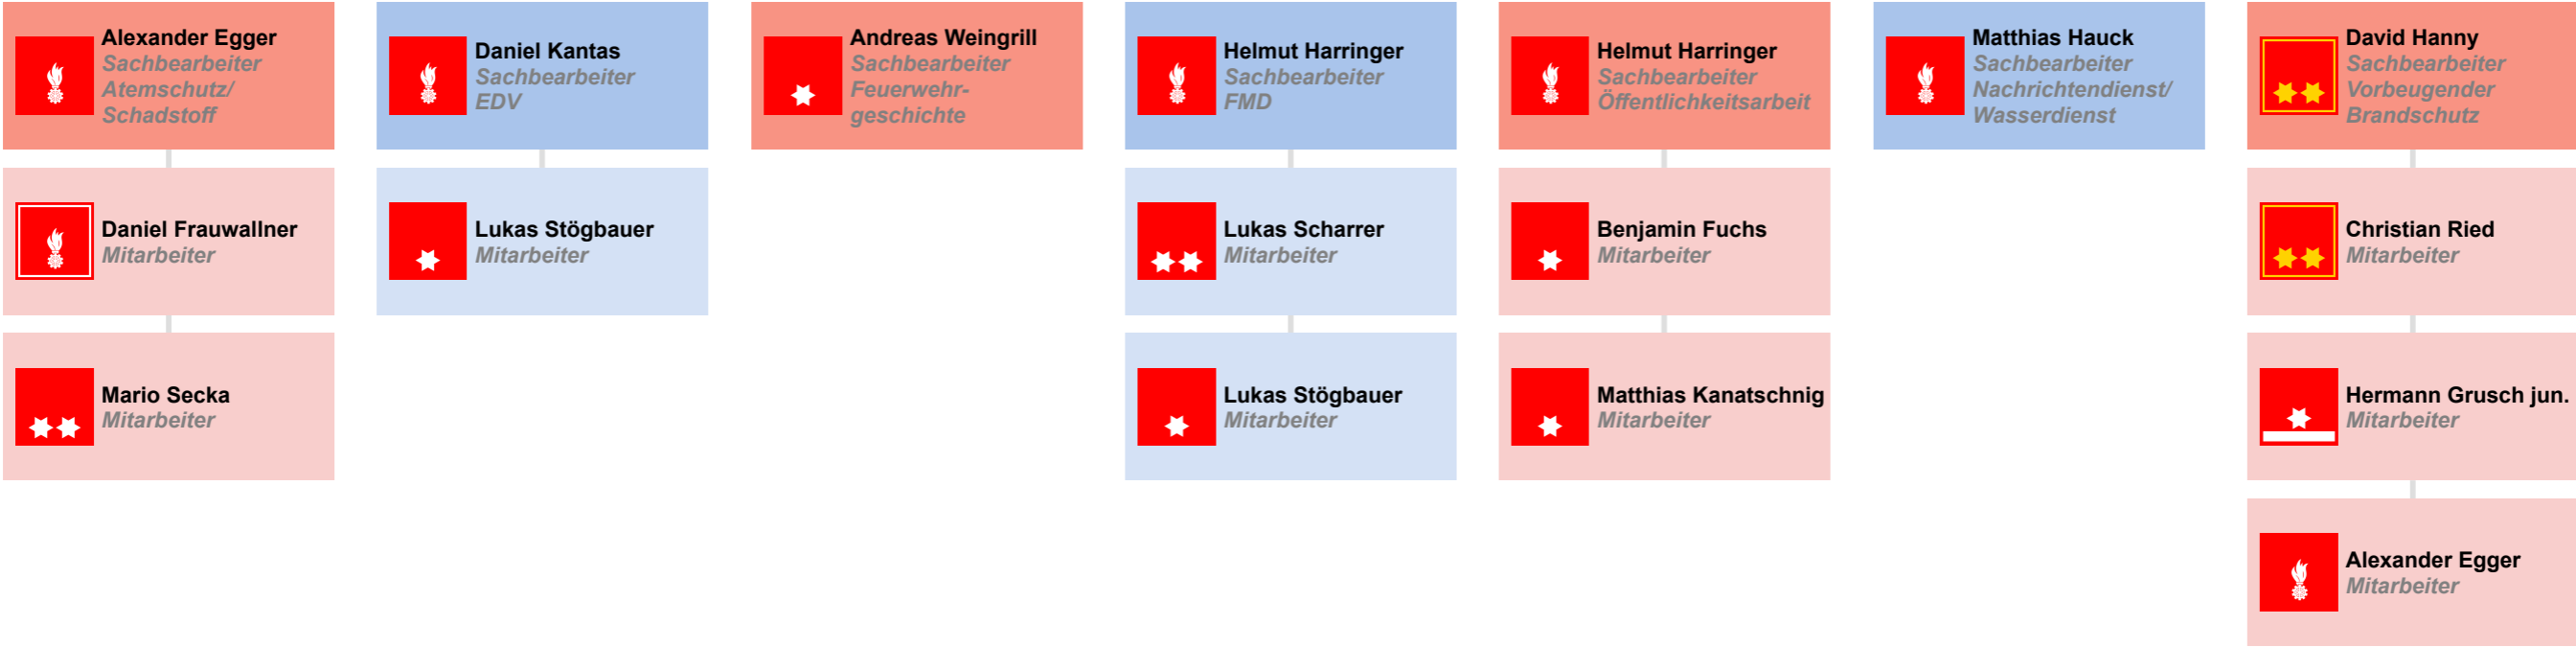 Alexander Egger
Sachbearbeiter
Atemschutz/
Schadstoff
Daniel Kantas
Sachbearbeiter
EDV
Andreas Weingrill
Sachbearbeiter
Feuerwehr-
geschichte
Helmut Harringer
Sachbearbeiter
FMD
Helmut Harringer
Sachbearbeiter
Öffentlichkeitsarbeit
Matthias Hauck
Sachbearbeiter
Nachrichtendienst/
Wasserdienst
David Hanny
Sachbearbeiter
Vorbeugender
Brandschutz
Daniel Frauwallner
Mitarbeiter
Lukas Stögbauer
Mitarbeiter
Lukas Scharrer
Mitarbeiter
Benjamin Fuchs
Mitarbeiter
Christian Ried
Mitarbeiter
Mario Secka
Mitarbeiter
Lukas Stögbauer
Mitarbeiter
Matthias Kanatschnig
Mitarbeiter
Hermann Grusch jun.
Mitarbeiter
Alexander Egger
Mitarbeiter